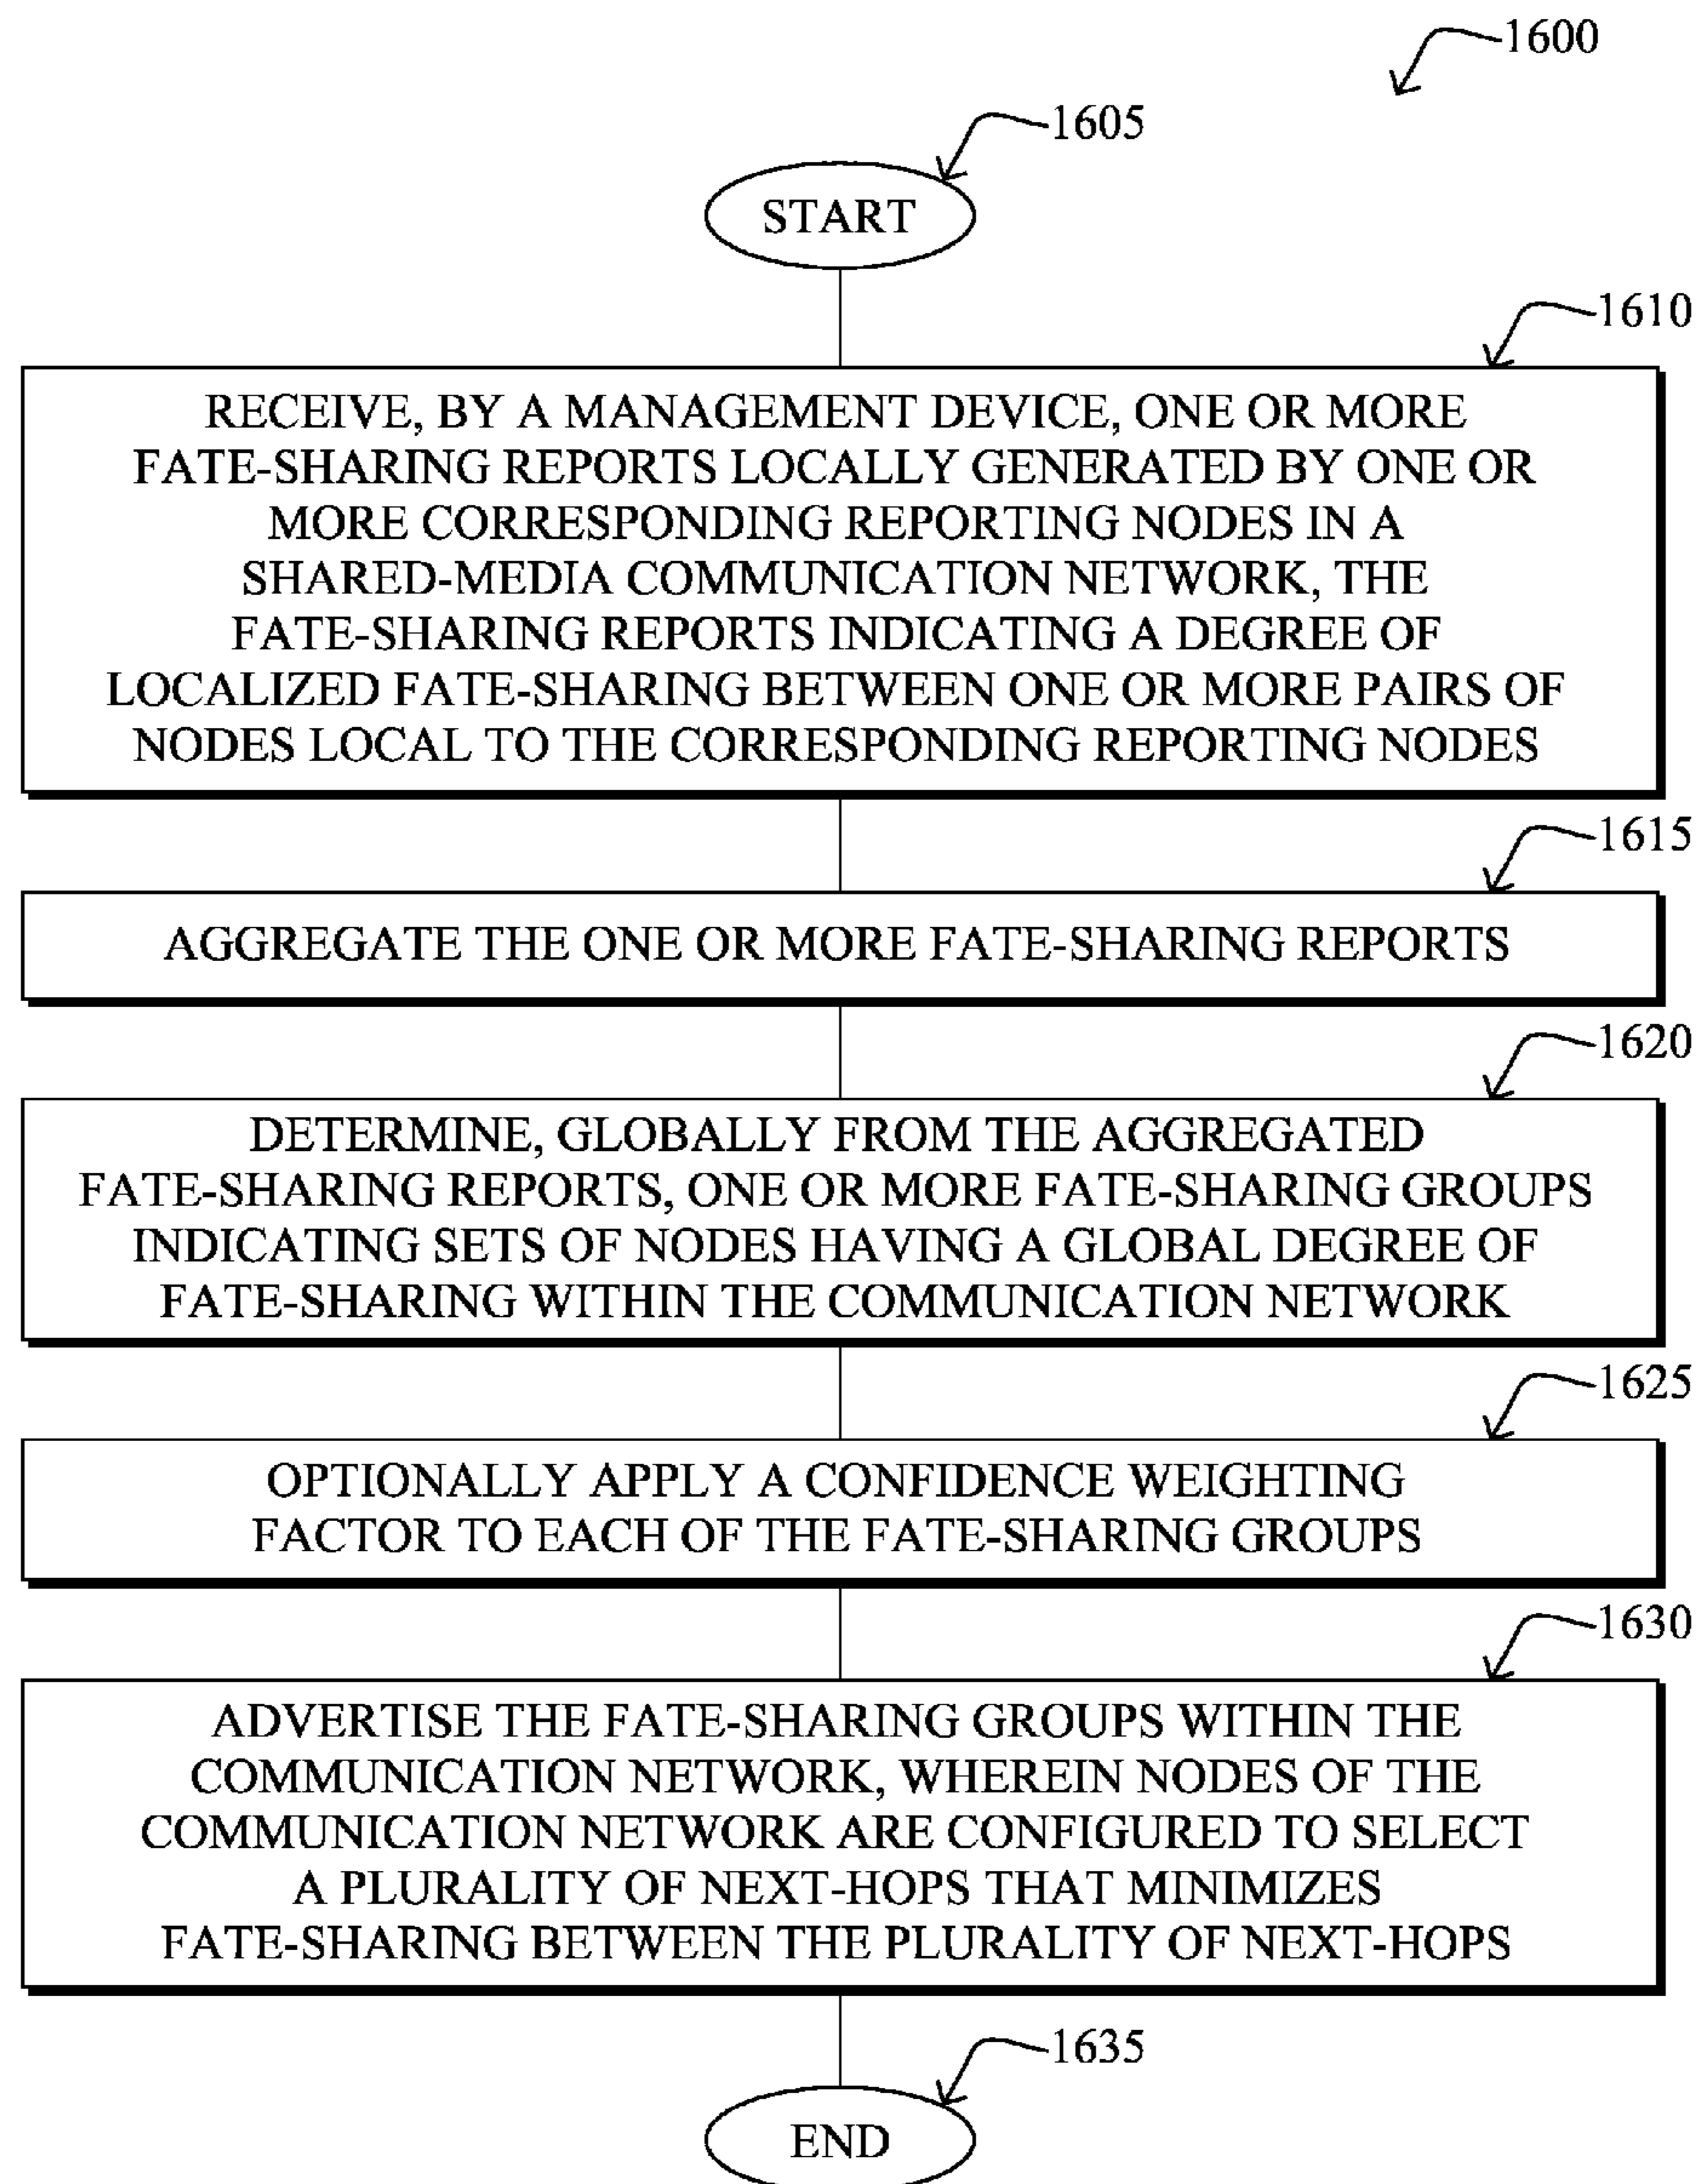 1600
1605
START
1610
RECEIVE, BY A MANAGEMENT DEVICE, ONE OR MORE
FATE-SHARING REPORTS LOCALLY GENERATED BY ONE OR
MORE CORRESPONDING REPORTING NODES IN A
SHARED-MEDIA COMMUNICATION NETWORK, THE
FATE-SHARING REPORTS INDICATING A DEGREE OF
LOCALIZED FATE-SHARING BETWEEN ONE OR MORE PAIRS OF
NODES LOCAL TO THE CORRESPONDING REPORTING NODES
1615
AGGREGATE THE ONE OR MORE FATE-SHARING REPORTS
1620
DETERMINE, GLOBALLY FROM THE AGGREGATED
FATE-SHARING REPORTS, ONE OR MORE FATE-SHARING GROUPS
INDICATING SETS OF NODES HAVING A GLOBAL DEGREE OF
FATE-SHARING WITHIN THE COMMUNICATION NETWORK
1625
OPTIONALLY APPLY A CONFIDENCE WEIGHTING
FACTOR TO EACH OF THE FATE-SHARING GROUPS
1630
ADVERTISE THE FATE-SHARING GROUPS WITHIN THE
COMMUNICATION NETWORK, WHEREIN NODES OF THE
COMMUNICATION NETWORK ARE CONFIGURED TO SELECT
A PLURALITY OF NEXT-HOPS THAT MINIMIZES
FATE-SHARING BETWEEN THE PLURALITY OF NEXT-HOPS
1635
END